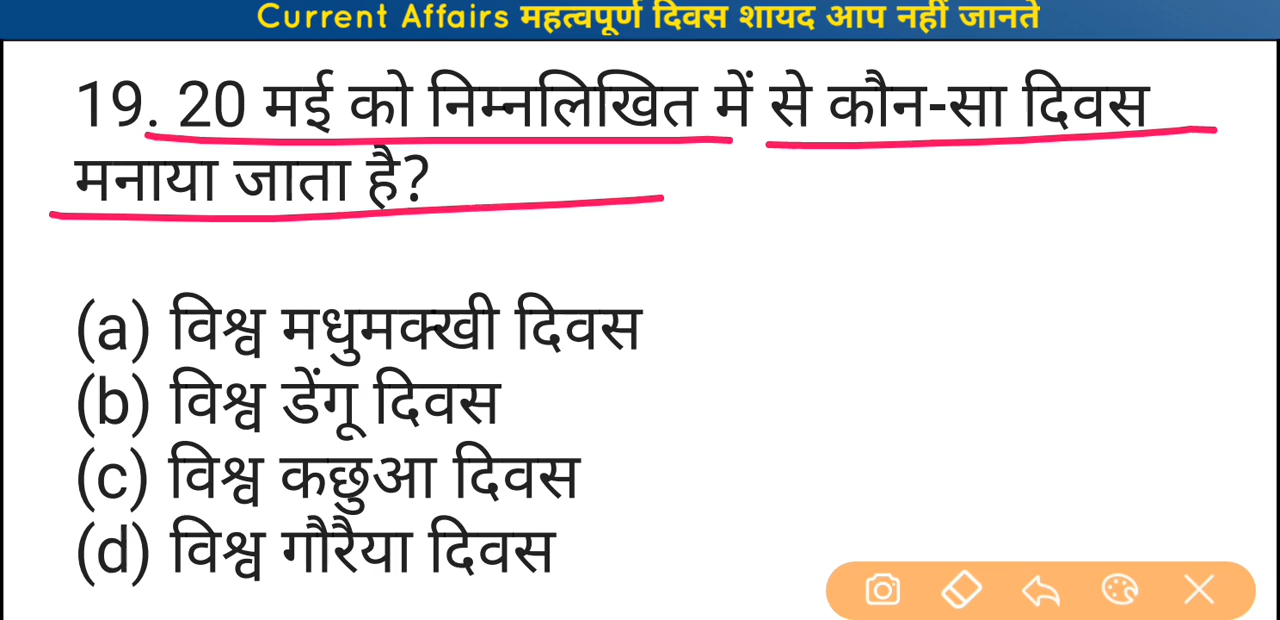 Current Affairs महत्वपूर्ण दिवस शायद आप नहीं जानते
19. 20 मई को निम्नलिखित में से कौन-सा दिवस
मनाया जाता है?
(a) विश्व मधुमक्खी दिवस
(b) विश्व डेंगू दिवस
(c) विश्व कछुआ दिवस
(d) विश्व गौरैया दिवस